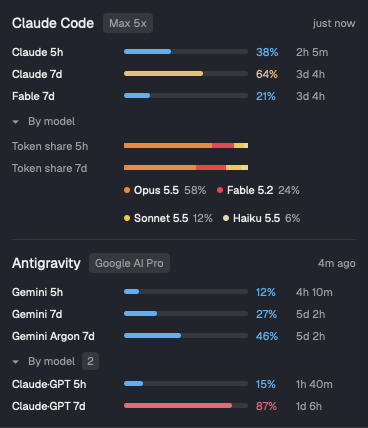 Claude Code Max 5x just now
Claude 5h 38% 2h 5m
Claude 7d 64% 3d 4h
Fable 7d 21% 3d 4h
By model
Token share 5h
Token share 7d
Opus 5.5 58% Fable 5.2 24%
Sonnet 5.5 12% Haiku 5.5 6%
Antigravity Google AI Pro 4m ago
Gemini 5h 12% 4h 10m
Gemini 7d 27% 5d 2h
Gemini Argon 7d 46% 5d 2h
By model 2
Claude·GPT 5h 15% 1h 40m
Claude·GPT 7d 87% 1d 6h